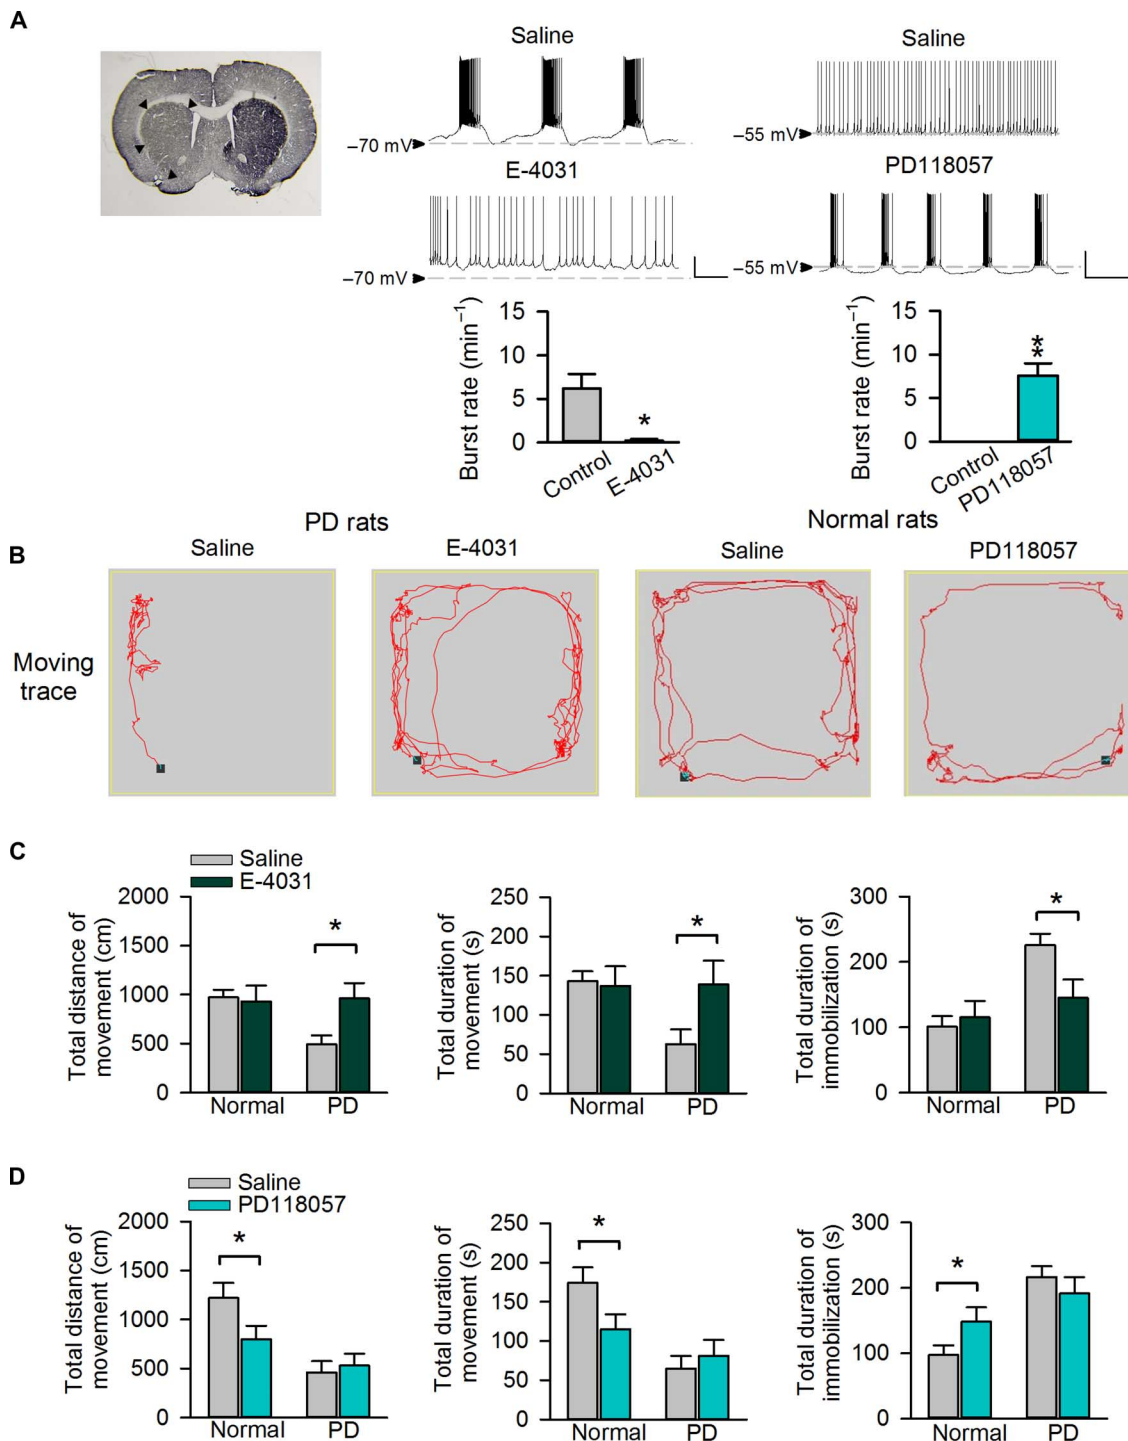 A
Saline
Saline
−70 mV
−55 mV
E-4031
PD118057
−70 mV
−55 mV
Burst rate (min⁻¹)
15
10
5
0
*
Control
E-4031
Burst rate (min⁻¹)
15
10
5
0
**
Control
PD118057
PD rats
Normal rats
B
Saline
E-4031
Saline
PD118057
Moving
trace
C
Saline
E-4031
Total distance of
movement (cm)
2000
1500
1000
500
0
*
Normal
PD
Total duration of
movement (s)
250
200
150
100
50
0
*
Normal
PD
Total duration of
immobilization (s)
300
200
100
0
*
Normal
PD
D
Saline
PD118057
Total distance of
movement (cm)
2000
1500
1000
500
0
*
Normal
PD
Total duration of
movement (s)
250
200
150
100
50
0
*
Normal
PD
Total duration of
immobilization (s)
300
200
100
0
*
Normal
PD